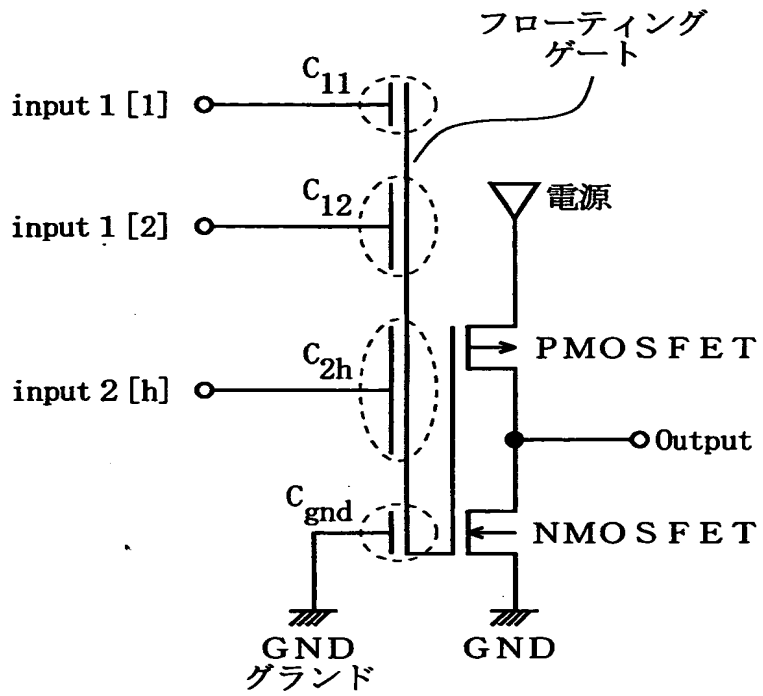 フローティング
ゲート
C11
input 1 [1]
C12
input 1 [2]
電源
PMOSFET
C2h
input 2 [h]
Output
Cgnd
NMOSFET
GND
グランド
GND